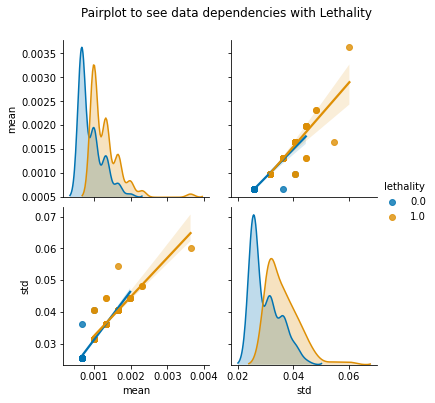 Pairplot to see data dependencies with Lethality
0.0035
0.0030
0.0025
0.0020
0.0015
0.0010
0.0005
mean
lethality
0.0
1.0
0.07
0.06
0.05
0.04
0.03
std
0.001 0.002 0.003 0.004
mean
0.02 0.04 0.06
std